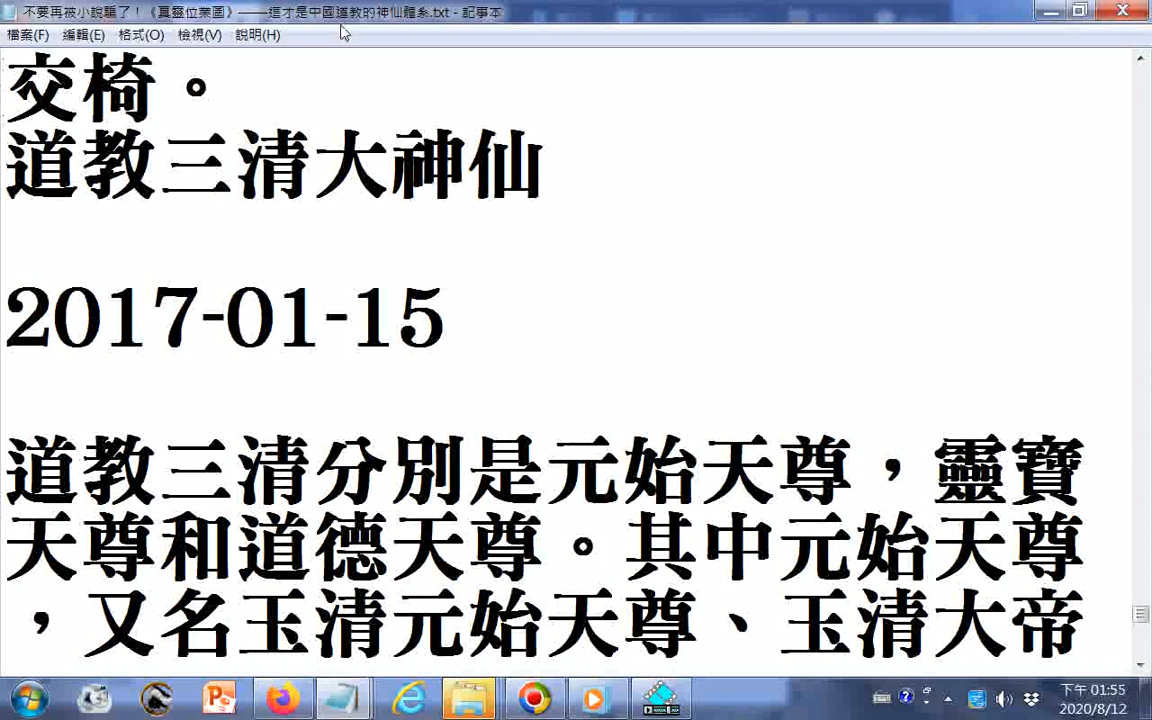 不要再被小說騙了！《真靈位業圖》——這才是中國道教的神仙體系.txt - 記事本
檔案(F) 編輯(E) 格式(O) 檢視(V) 說明(H)
交椅。
道教三清大神仙
2017-01-15
道教三清分別是元始天尊，靈寶
天尊和道德天尊。其中元始天尊
，又名玉清元始天尊、玉清大帝
下午 01:55
2020/8/12